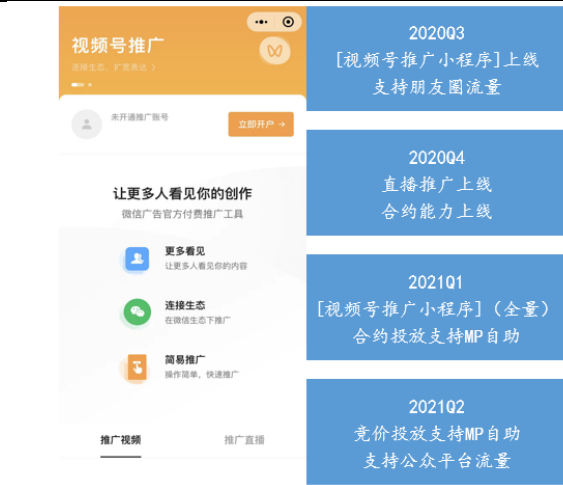 视频号推广
连接生态，扩宽表达 >
未开通推广账号
立即开户 →
让更多人看见你的创作
微信广告官方付费推广工具
更多看见
让更多人看见你的内容
连接生态
在微信生态下推广
简易推广
操作简单，快速推广
推广视频
推广直播
2020Q3
[视频号推广小程序]上线
支持朋友圈流量
2020Q4
直播推广上线
合约能力上线
2021Q1
[视频号推广小程序]（全量）
合约投放支持MP自助
2021Q2
竞价投放支持MP自助
支持公众平台流量